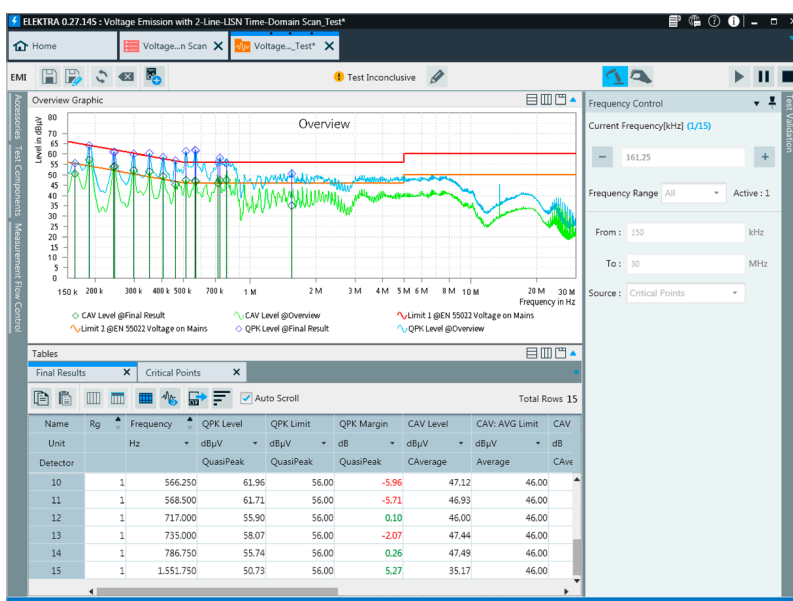 ELEKTRA 0.27.145 : Voltage Emission with 2-Line-LISN Time-Domain Scan_Test*
Home
Voltage...n Scan X
Voltage..._Test* X
EMI
Test Inconclusive
Accessories
Test Components
Measurement Flow Control
Overview Graphic
Overview
Level in dBµV
80
70
65
60
55
50
45
40
35
30
25
20
15
10
5
0
150 k 200 k 300 k 400 k 500 k 700 k 1 M 2 M 3 M 4 M 5 M 6 M 8 M 10 M 20 M 30 M
Frequency in Hz
CAV Level @Final Result CAV Level @Overview Limit 1 @EN 55022 Voltage on Mains
Limit 2 @EN 55022 Voltage on Mains QPK Level @Final Result QPK Level @Overview
Tables
Final Results X Critical Points X
Auto Scroll Total Rows 15
Name Rg Frequency QPK Level QPK Limit QPK Margin CAV Level CAV: AVG Limit CAV
Unit Hz dBµV dBµV dB dBµV dBµV dB
Detector QuasiPeak QuasiPeak QuasiPeak CAverage Average CAve
10 1 566.250 61,96 56,00 -5,96 47,12 46,00
11 1 568.500 61,71 56,00 -5,71 46,93 46,00
12 1 717.000 55,90 56,00 0,10 46,00 46,00
13 1 735.000 58,07 56,00 -2,07 47,44 46,00
14 1 786.750 55,74 56,00 0,26 47,49 46,00
15 1 1.551.750 50,73 56,00 5,27 35,17 46,00
Frequency Control
Current Frequency[kHz] (1/15)
161,25
Frequency Range All Active : 1
From : 150 kHz
To : 30 MHz
Source : Critical Points
Test Validation